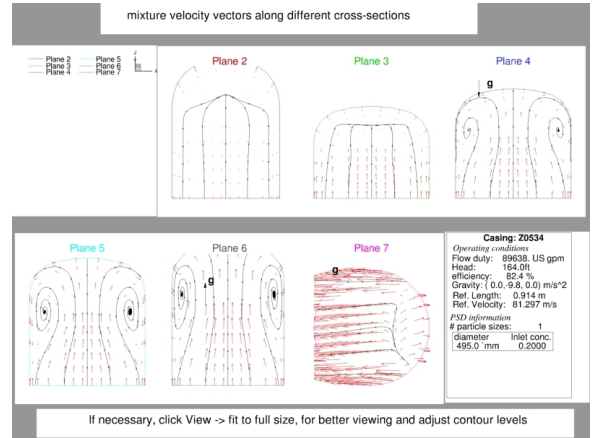 mixture velocity vectors along different cross-sections
Plane 2 Plane 5
Plane 3 Plane 6
Plane 4 Plane 7
z
x
Plane 2
Plane 3
Plane 4
g
Plane 5
Plane 6
Plane 7
g
g
Casing: Z0534
Operating conditions
Flow duty: 89638. US gpm
Head: 164.0ft
efficiency: 82.4 %
Gravity: ( 0.0,-9.8, 0.0) m/s^2
Ref. Length: 0.914 m
Ref. Velocity: 81.297 m/s
PSD information
# particle sizes: 1
diameter Inlet conc.
495.0 `mm 0.2000
If necessary, click View -> fit to full size, for better viewing and adjust contour levels